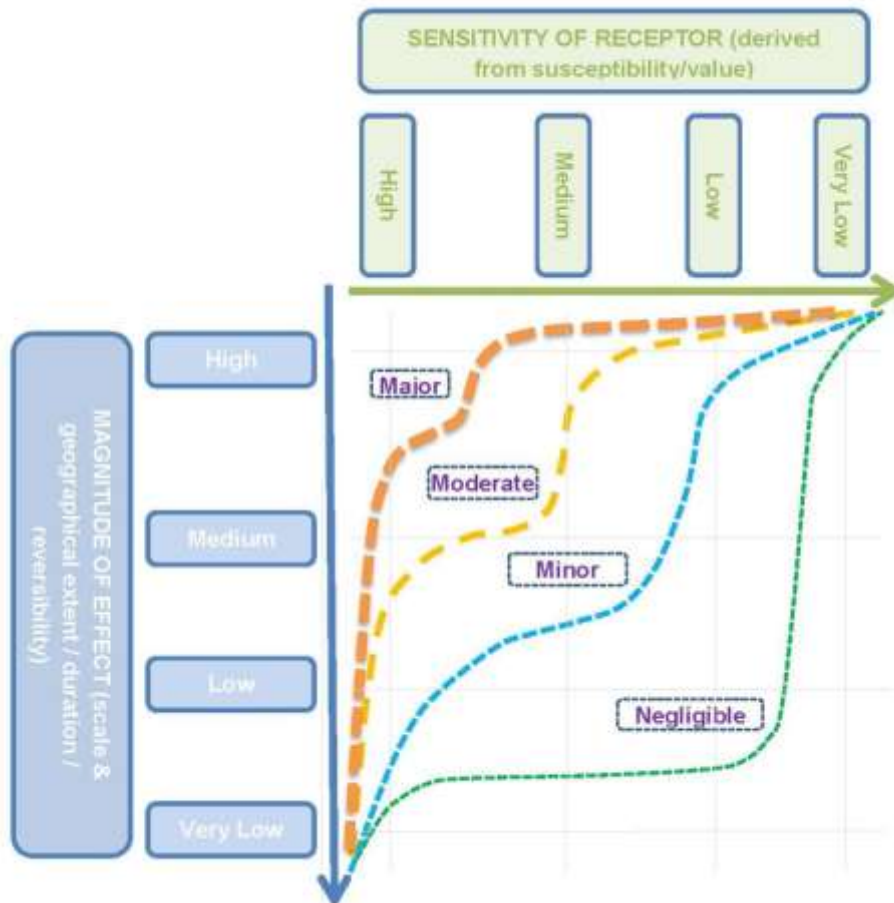 SENSITIVITY OF RECEPTOR (derived
from susceptibility/value)
High
Medium
Low
Very Low
MAGNITUDE OF EFFECT (scale &
geographical extent / duration /
reversibility)
High
Medium
Low
Very Low
Major
Moderate
Minor
Negligible